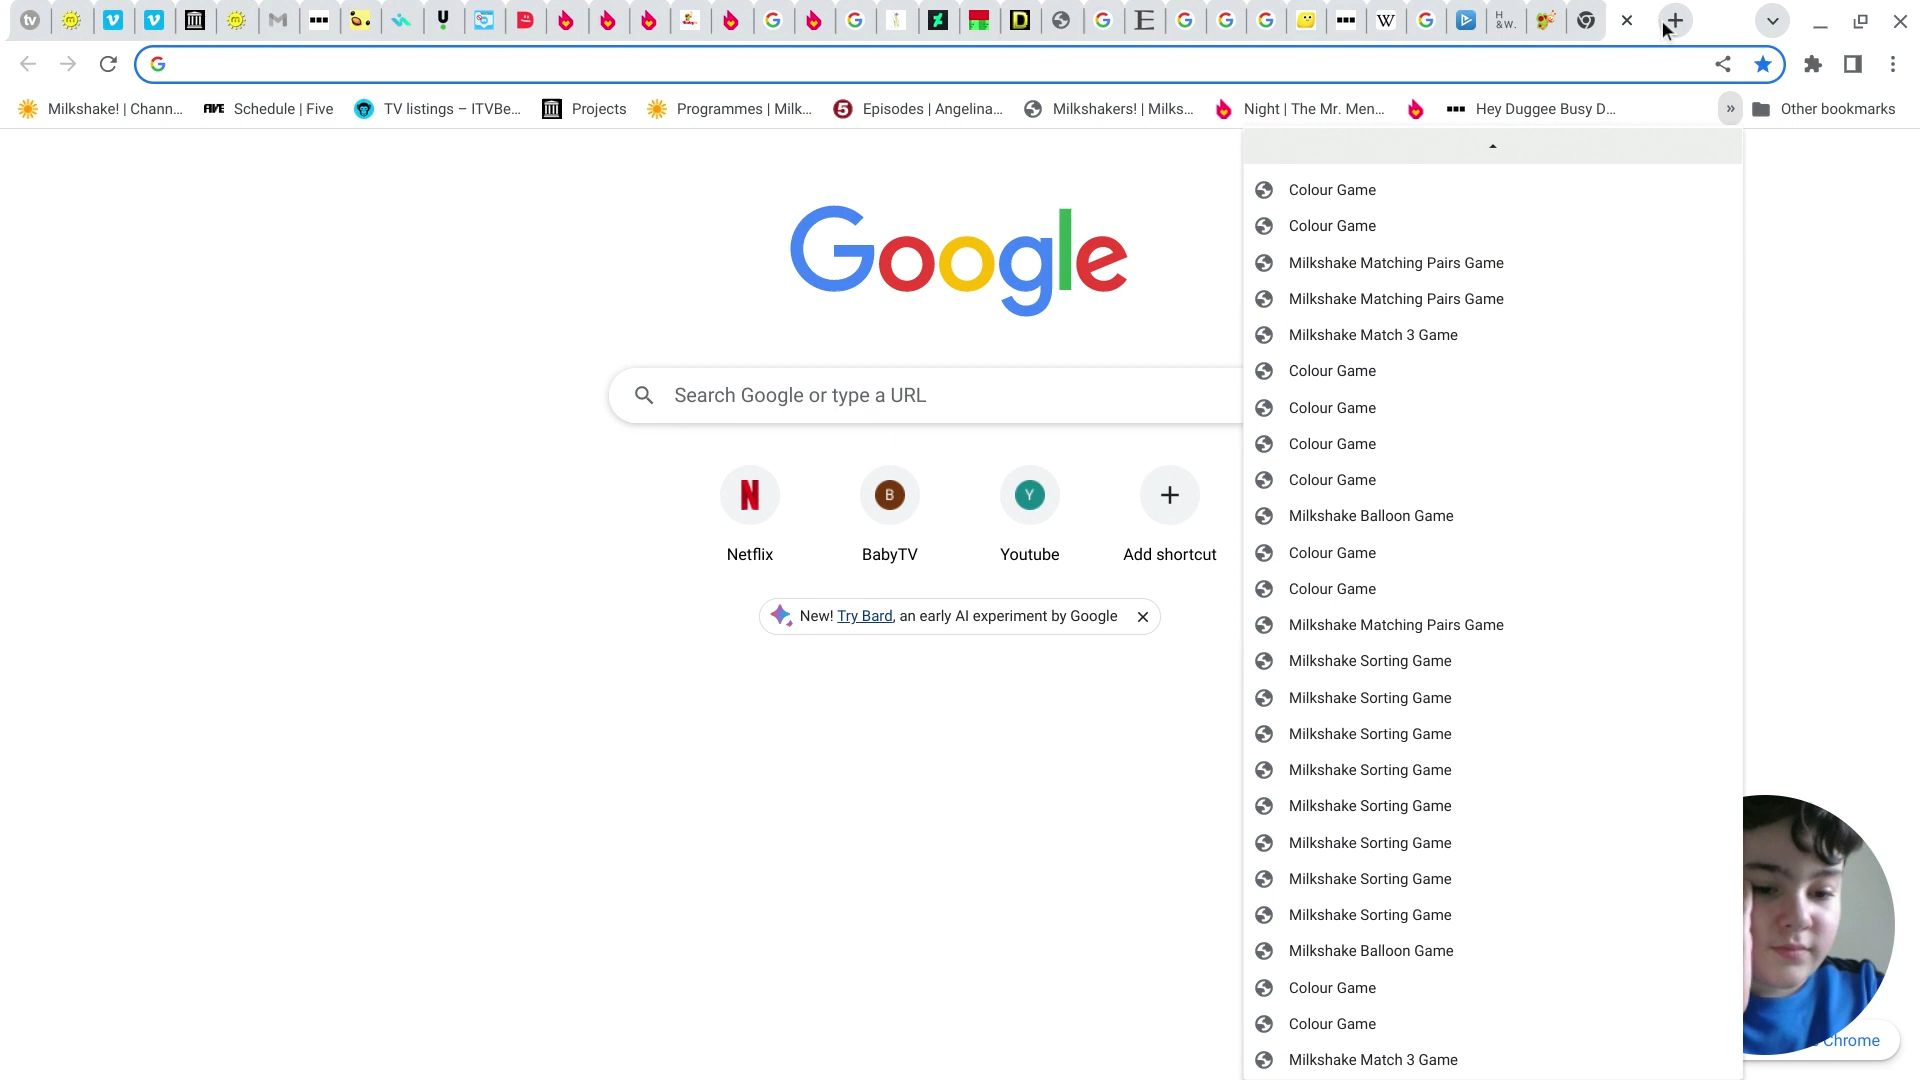 Milkshake! | Chann...
FIVE Schedule | Five
TV listings – ITVBe...
Projects
Programmes | Milk...
5 Episodes | Angelina...
Milkshakers! | Milks...
Night | The Mr. Men...
Hey Duggee Busy D...
»
Other bookmarks
Google
Search Google or type a URL
N
B
Y
Netflix
BabyTV
Youtube
Add shortcut
New! Try Bard, an early AI experiment by Google
Colour Game
Colour Game
Milkshake Matching Pairs Game
Milkshake Matching Pairs Game
Milkshake Match 3 Game
Colour Game
Colour Game
Colour Game
Colour Game
Milkshake Balloon Game
Colour Game
Colour Game
Milkshake Matching Pairs Game
Milkshake Sorting Game
Milkshake Sorting Game
Milkshake Sorting Game
Milkshake Sorting Game
Milkshake Sorting Game
Milkshake Sorting Game
Milkshake Sorting Game
Milkshake Sorting Game
Milkshake Balloon Game
Colour Game
Colour Game
Milkshake Match 3 Game
Chrome